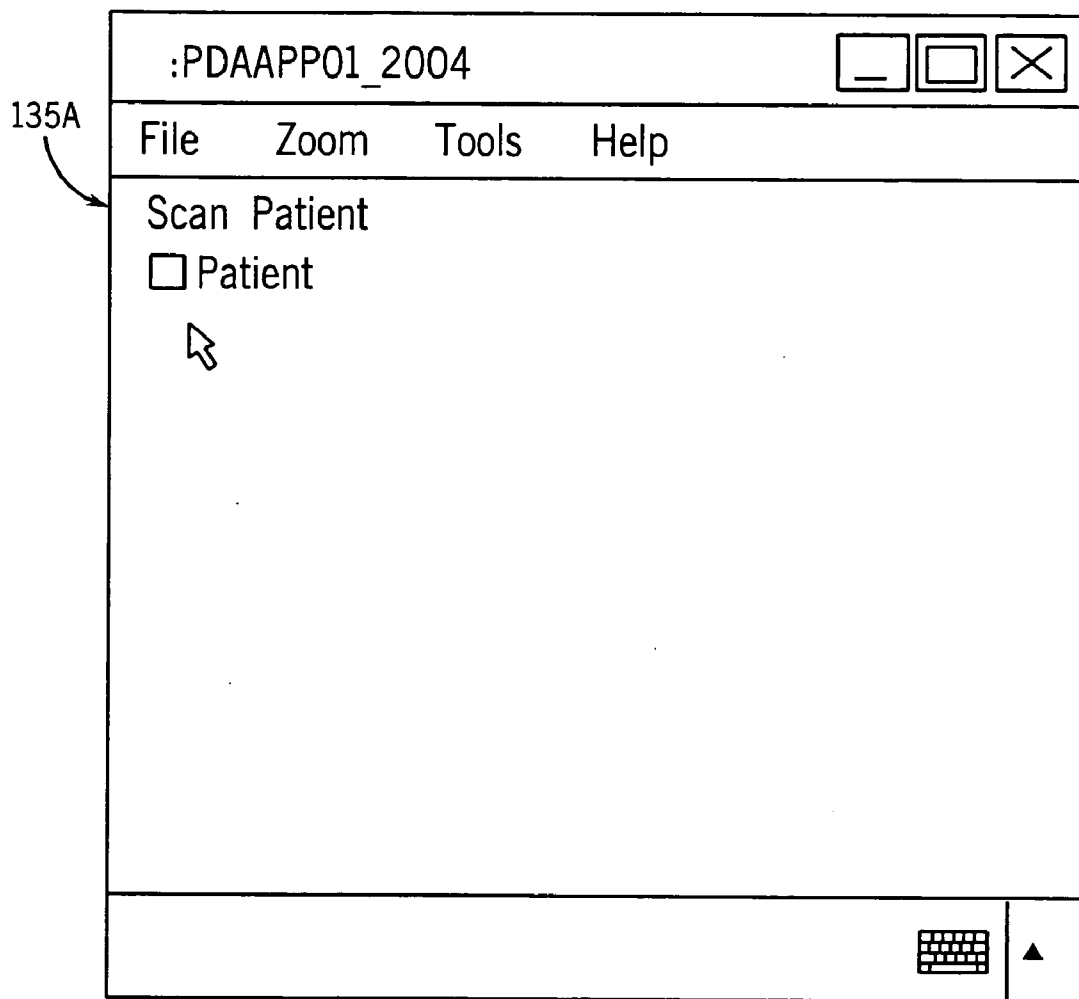 :PDAAPP01_2004
135A
File Zoom Tools Help
Scan Patient
Patient